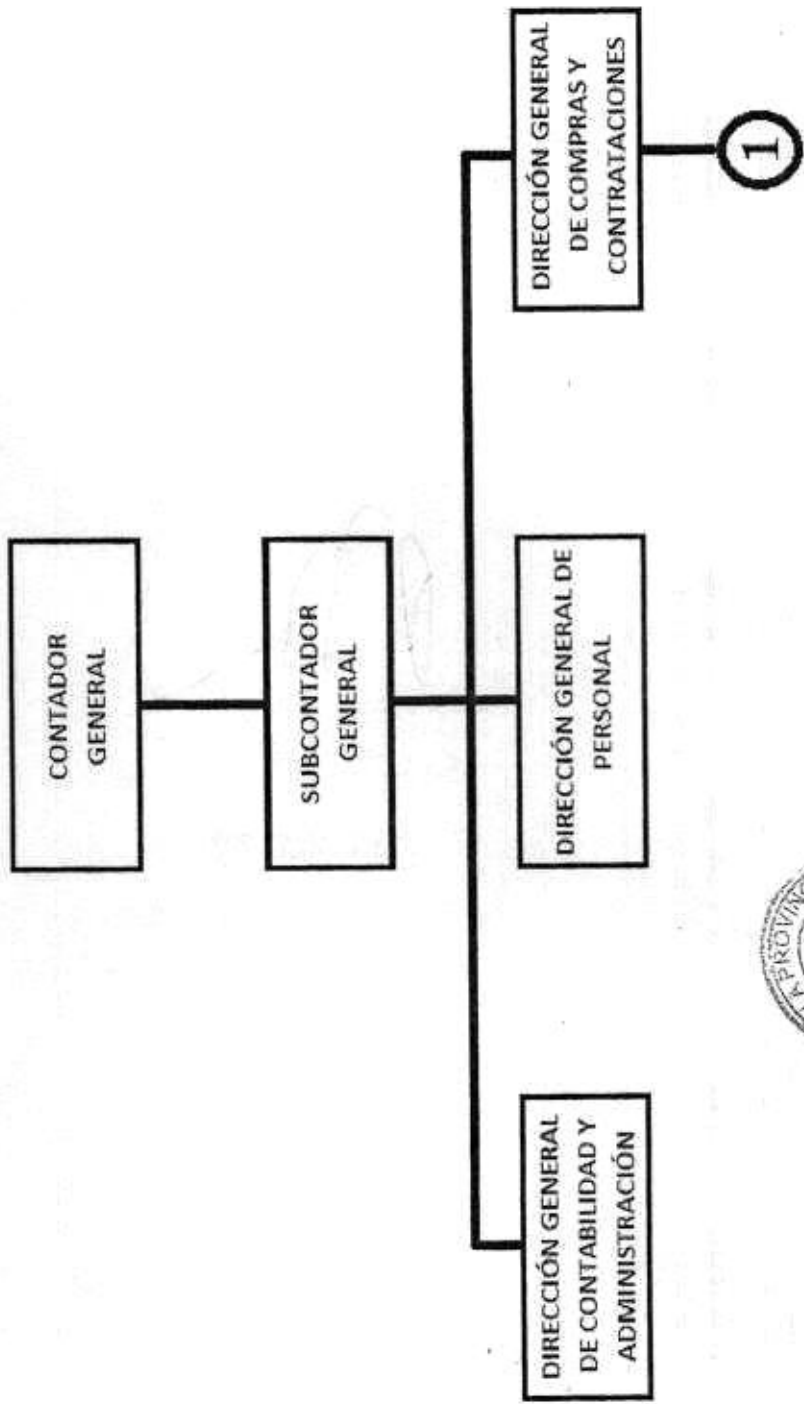 CONTADOR
GENERAL
SUBCONTADOR
GENERAL
DIRECCIÓN GENERAL
DE CONTABILIDAD Y
ADMINISTRACIÓN
DIRECCIÓN GENERAL DE
PERSONAL
DIRECCIÓN GENERAL
DE COMPRAS Y
CONTRATACIONES
1